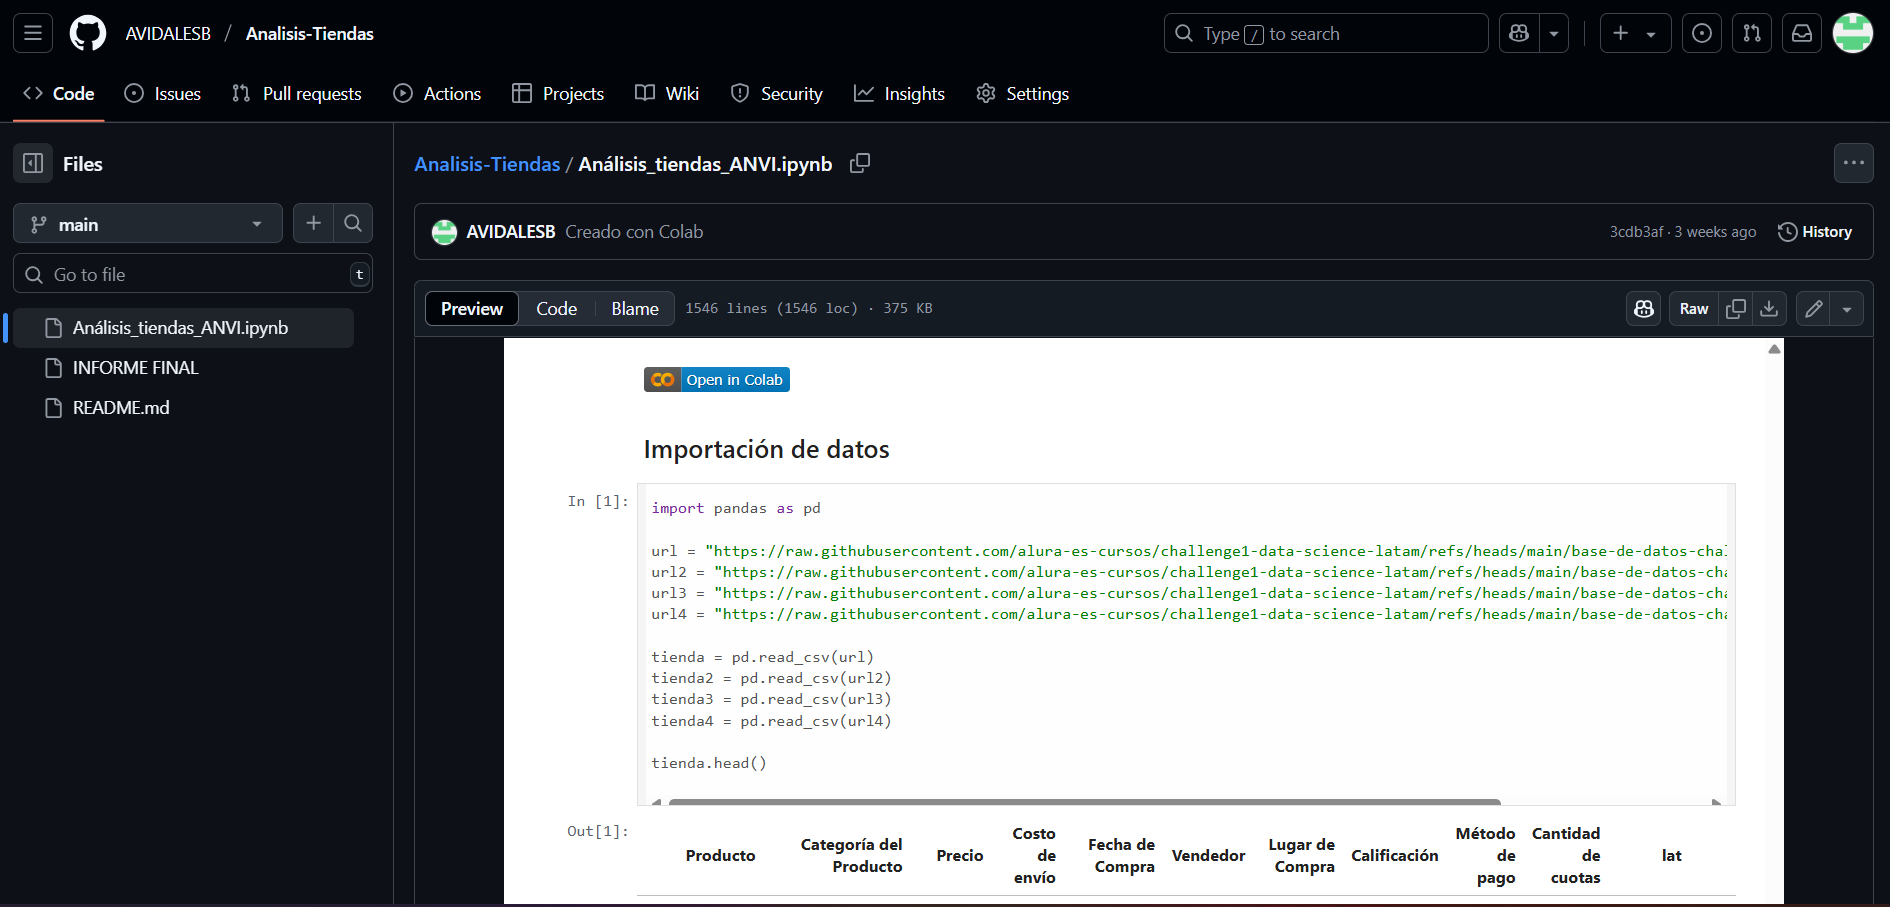 AVIDALESB / Analisis-Tiendas
Type / to search
Code
Issues
Pull requests
Actions
Projects
Wiki
Security
Insights
Settings
Files
main
Go to file
t
Análisis_tiendas_ANVI.ipynb
INFORME FINAL
README.md
Analisis-Tiendas / Análisis_tiendas_ANVI.ipynb
AVIDALESB Creado con Colab
3cdb3af · 3 weeks ago
History
Preview
Code
Blame
1546 lines (1546 loc) · 375 KB
Raw
Open in Colab
Importación de datos
In [1]:
import pandas as pd
url = "https://raw.githubusercontent.com/alura-es-cursos/challenge1-data-science-latam/refs/heads/main/base-de-datos-chal
url2 = "https://raw.githubusercontent.com/alura-es-cursos/challenge1-data-science-latam/refs/heads/main/base-de-datos-cha
url3 = "https://raw.githubusercontent.com/alura-es-cursos/challenge1-data-science-latam/refs/heads/main/base-de-datos-cha
url4 = "https://raw.githubusercontent.com/alura-es-cursos/challenge1-data-science-latam/refs/heads/main/base-de-datos-cha
tienda = pd.read_csv(url)
tienda2 = pd.read_csv(url2)
tienda3 = pd.read_csv(url3)
tienda4 = pd.read_csv(url4)
tienda.head()
Out[1]:
Producto
Categoría del
Producto
Precio
Costo
de
envío
Fecha de
Compra
Vendedor
Lugar de
Compra
Calificación
Método
de
pago
Cantidad
de
cuotas
lat